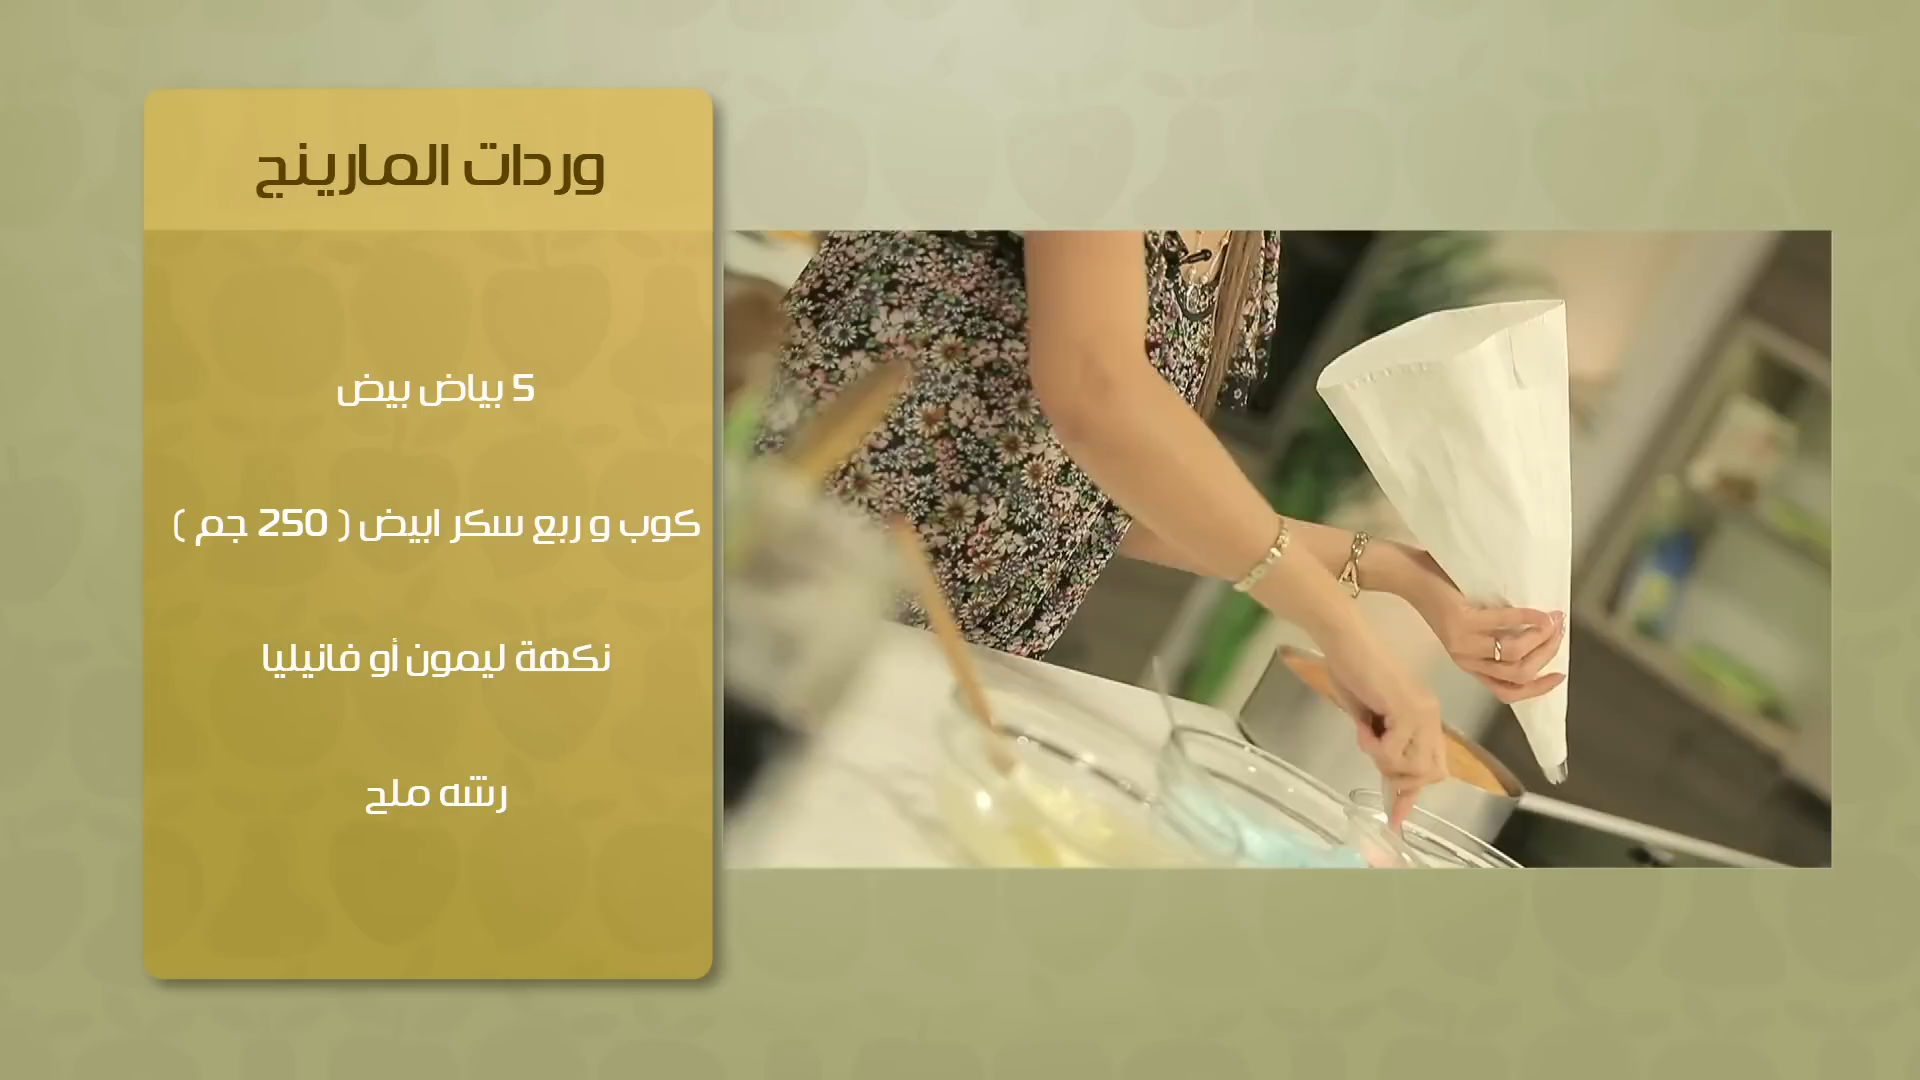 وردات المارينج
5 بياض بيض
كوب و ربع سكر ابيض ( 250 جم )
نكهة ليمون أو فانيليا
رشه ملح